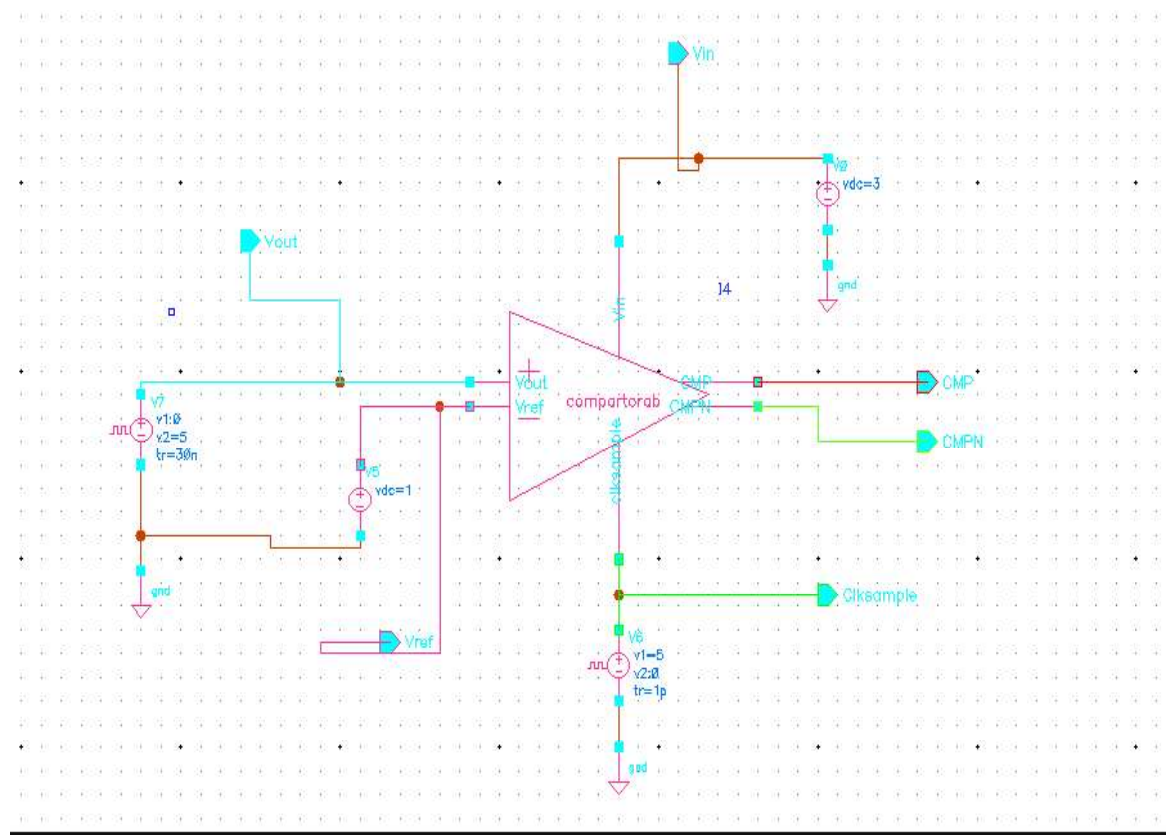 Vin
V0
vdc=3
gnd
Vout
I4
Vin
V7
v1:0
v2=5
tr=30n
Vout
Vref
compartorab
CMP
CMPN
CMP
CMPN
V5
vdc=1
clksample
gnd
Clksample
Vref
V6
v1=5
v2:0
tr=1p
gnd